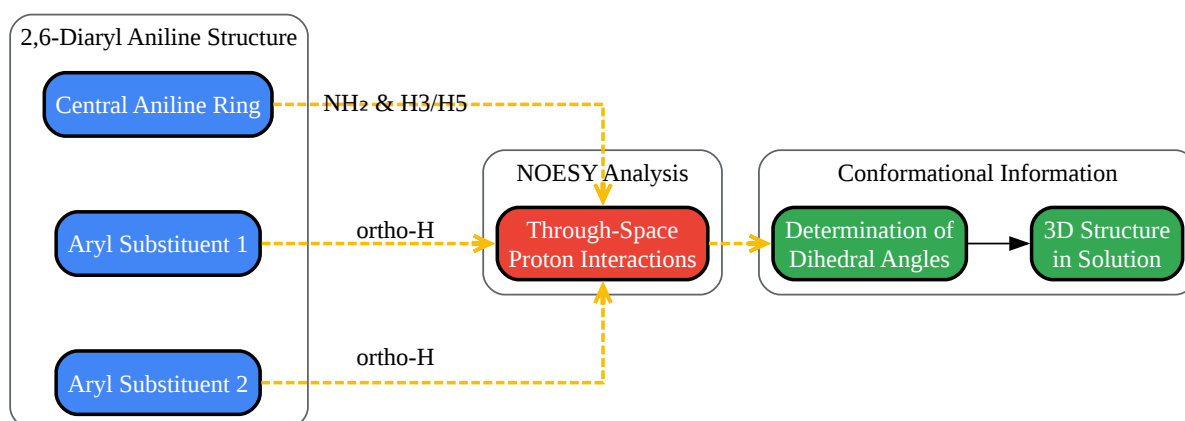 2,6-Diaryl Aniline Structure
Central Aniline Ring
NH₂ & H3/H5
NOESY Analysis
Conformational Information
Aryl Substituent 1
ortho-H
Through-Space
Proton Interactions
Determination of
Dihedral Angles
3D Structure
in Solution
Aryl Substituent 2
ortho-H